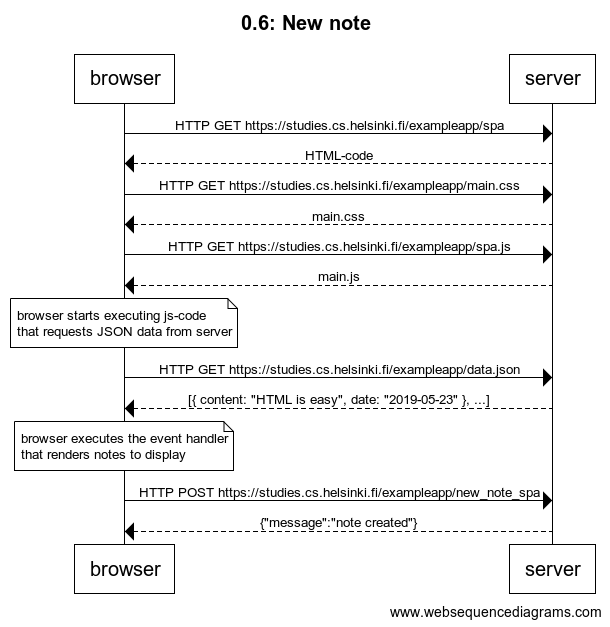 0.6: New note
browser
server
HTTP GET https://studies.cs.helsinki.fi/exampleapp/spa
HTML-code
HTTP GET https://studies.cs.helsinki.fi/exampleapp/main.css
main.css
HTTP GET https://studies.cs.helsinki.fi/exampleapp/spa.js
main.js
browser starts executing js-code
that requests JSON data from server
HTTP GET https://studies.cs.helsinki.fi/exampleapp/data.json
[{ content: "HTML is easy", date: "2019-05-23" }, ...]
browser executes the event handler
that renders notes to display
HTTP POST https://studies.cs.helsinki.fi/exampleapp/new_note_spa
{"message":"note created"}
browser
server
www.websequencediagrams.com